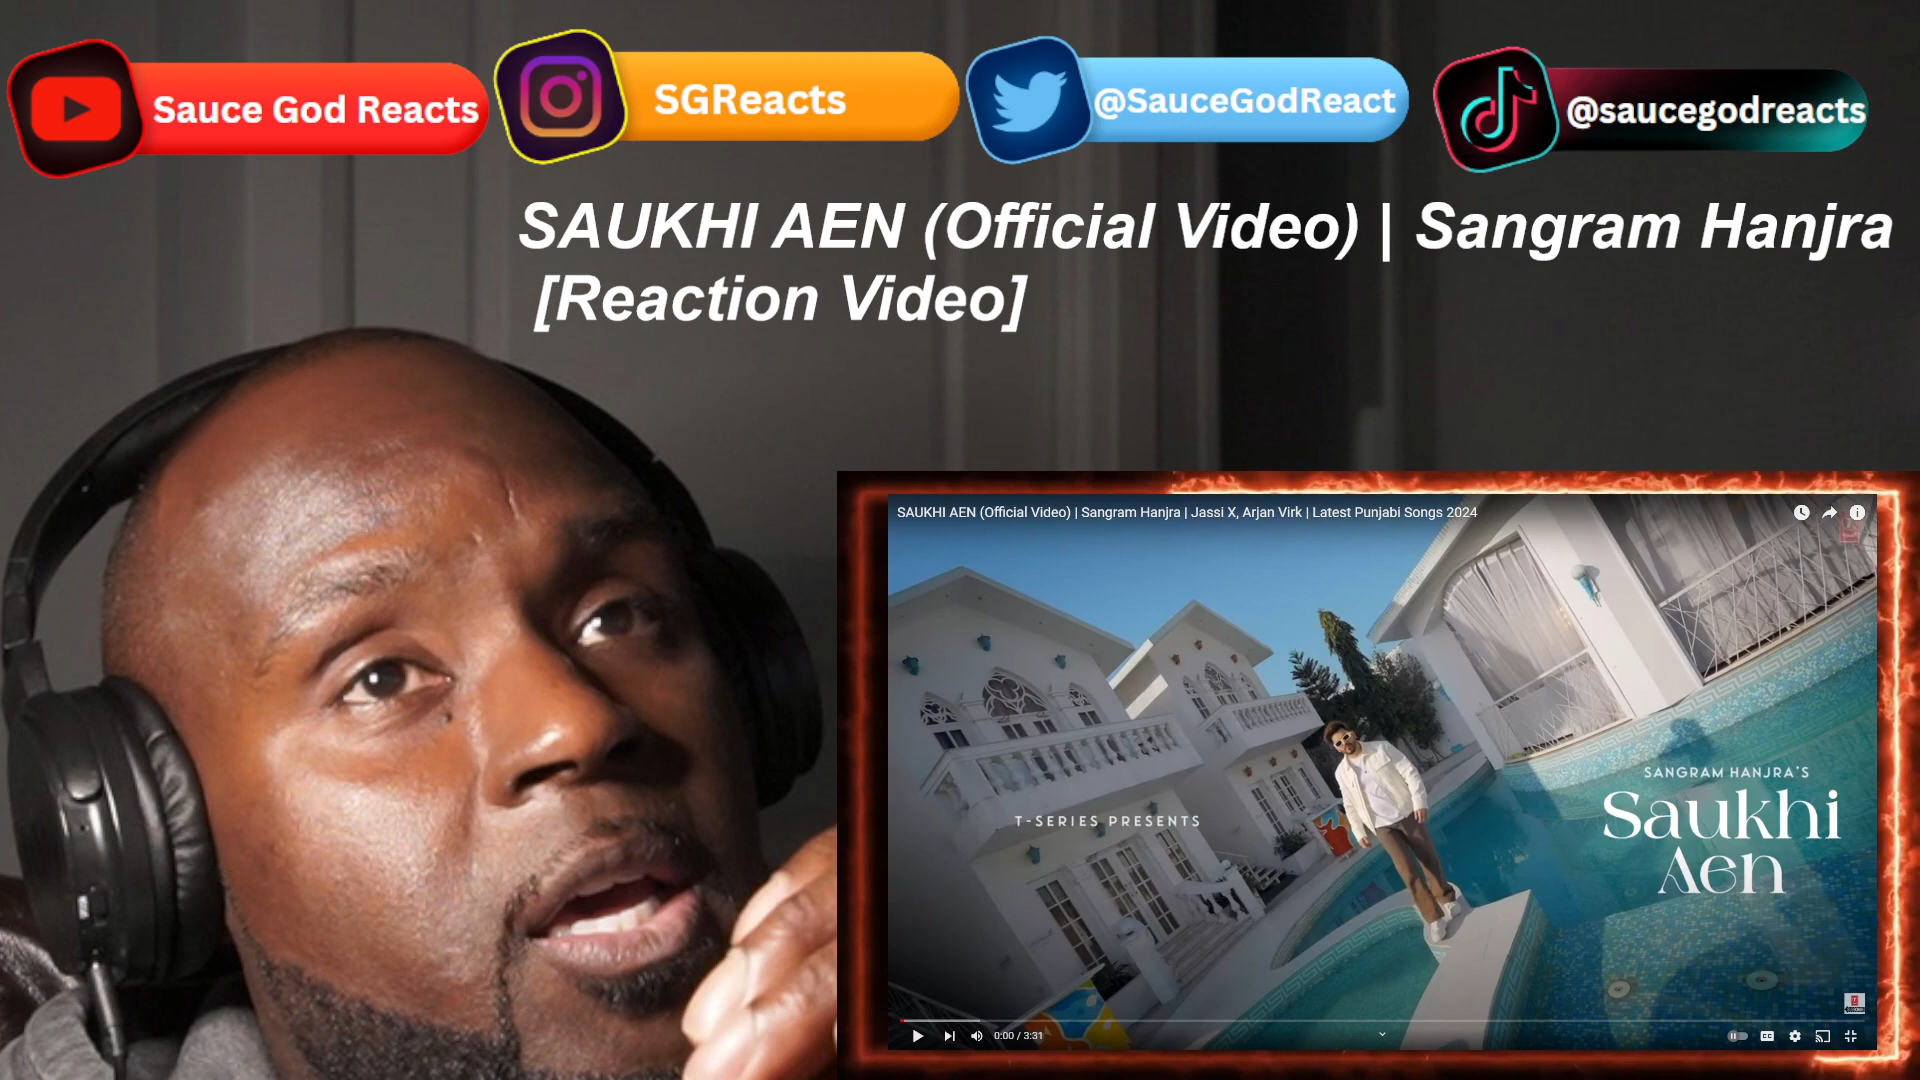 Sauce God Reacts
SGReacts
@SauceGodReact
@saucegodreacts
SAUKHI AEN (Official Video) | Sangram Hanjra
[Reaction Video]
SAUKHI AEN (Official Video) | Sangram Hanjra | Jassi X, Arjan Virk | Latest Punjabi Songs 2024
SANGRAM HANJRA'S
Saukhi
Aen
T-SERIES PRESENTS
0:00 / 3:31
CC